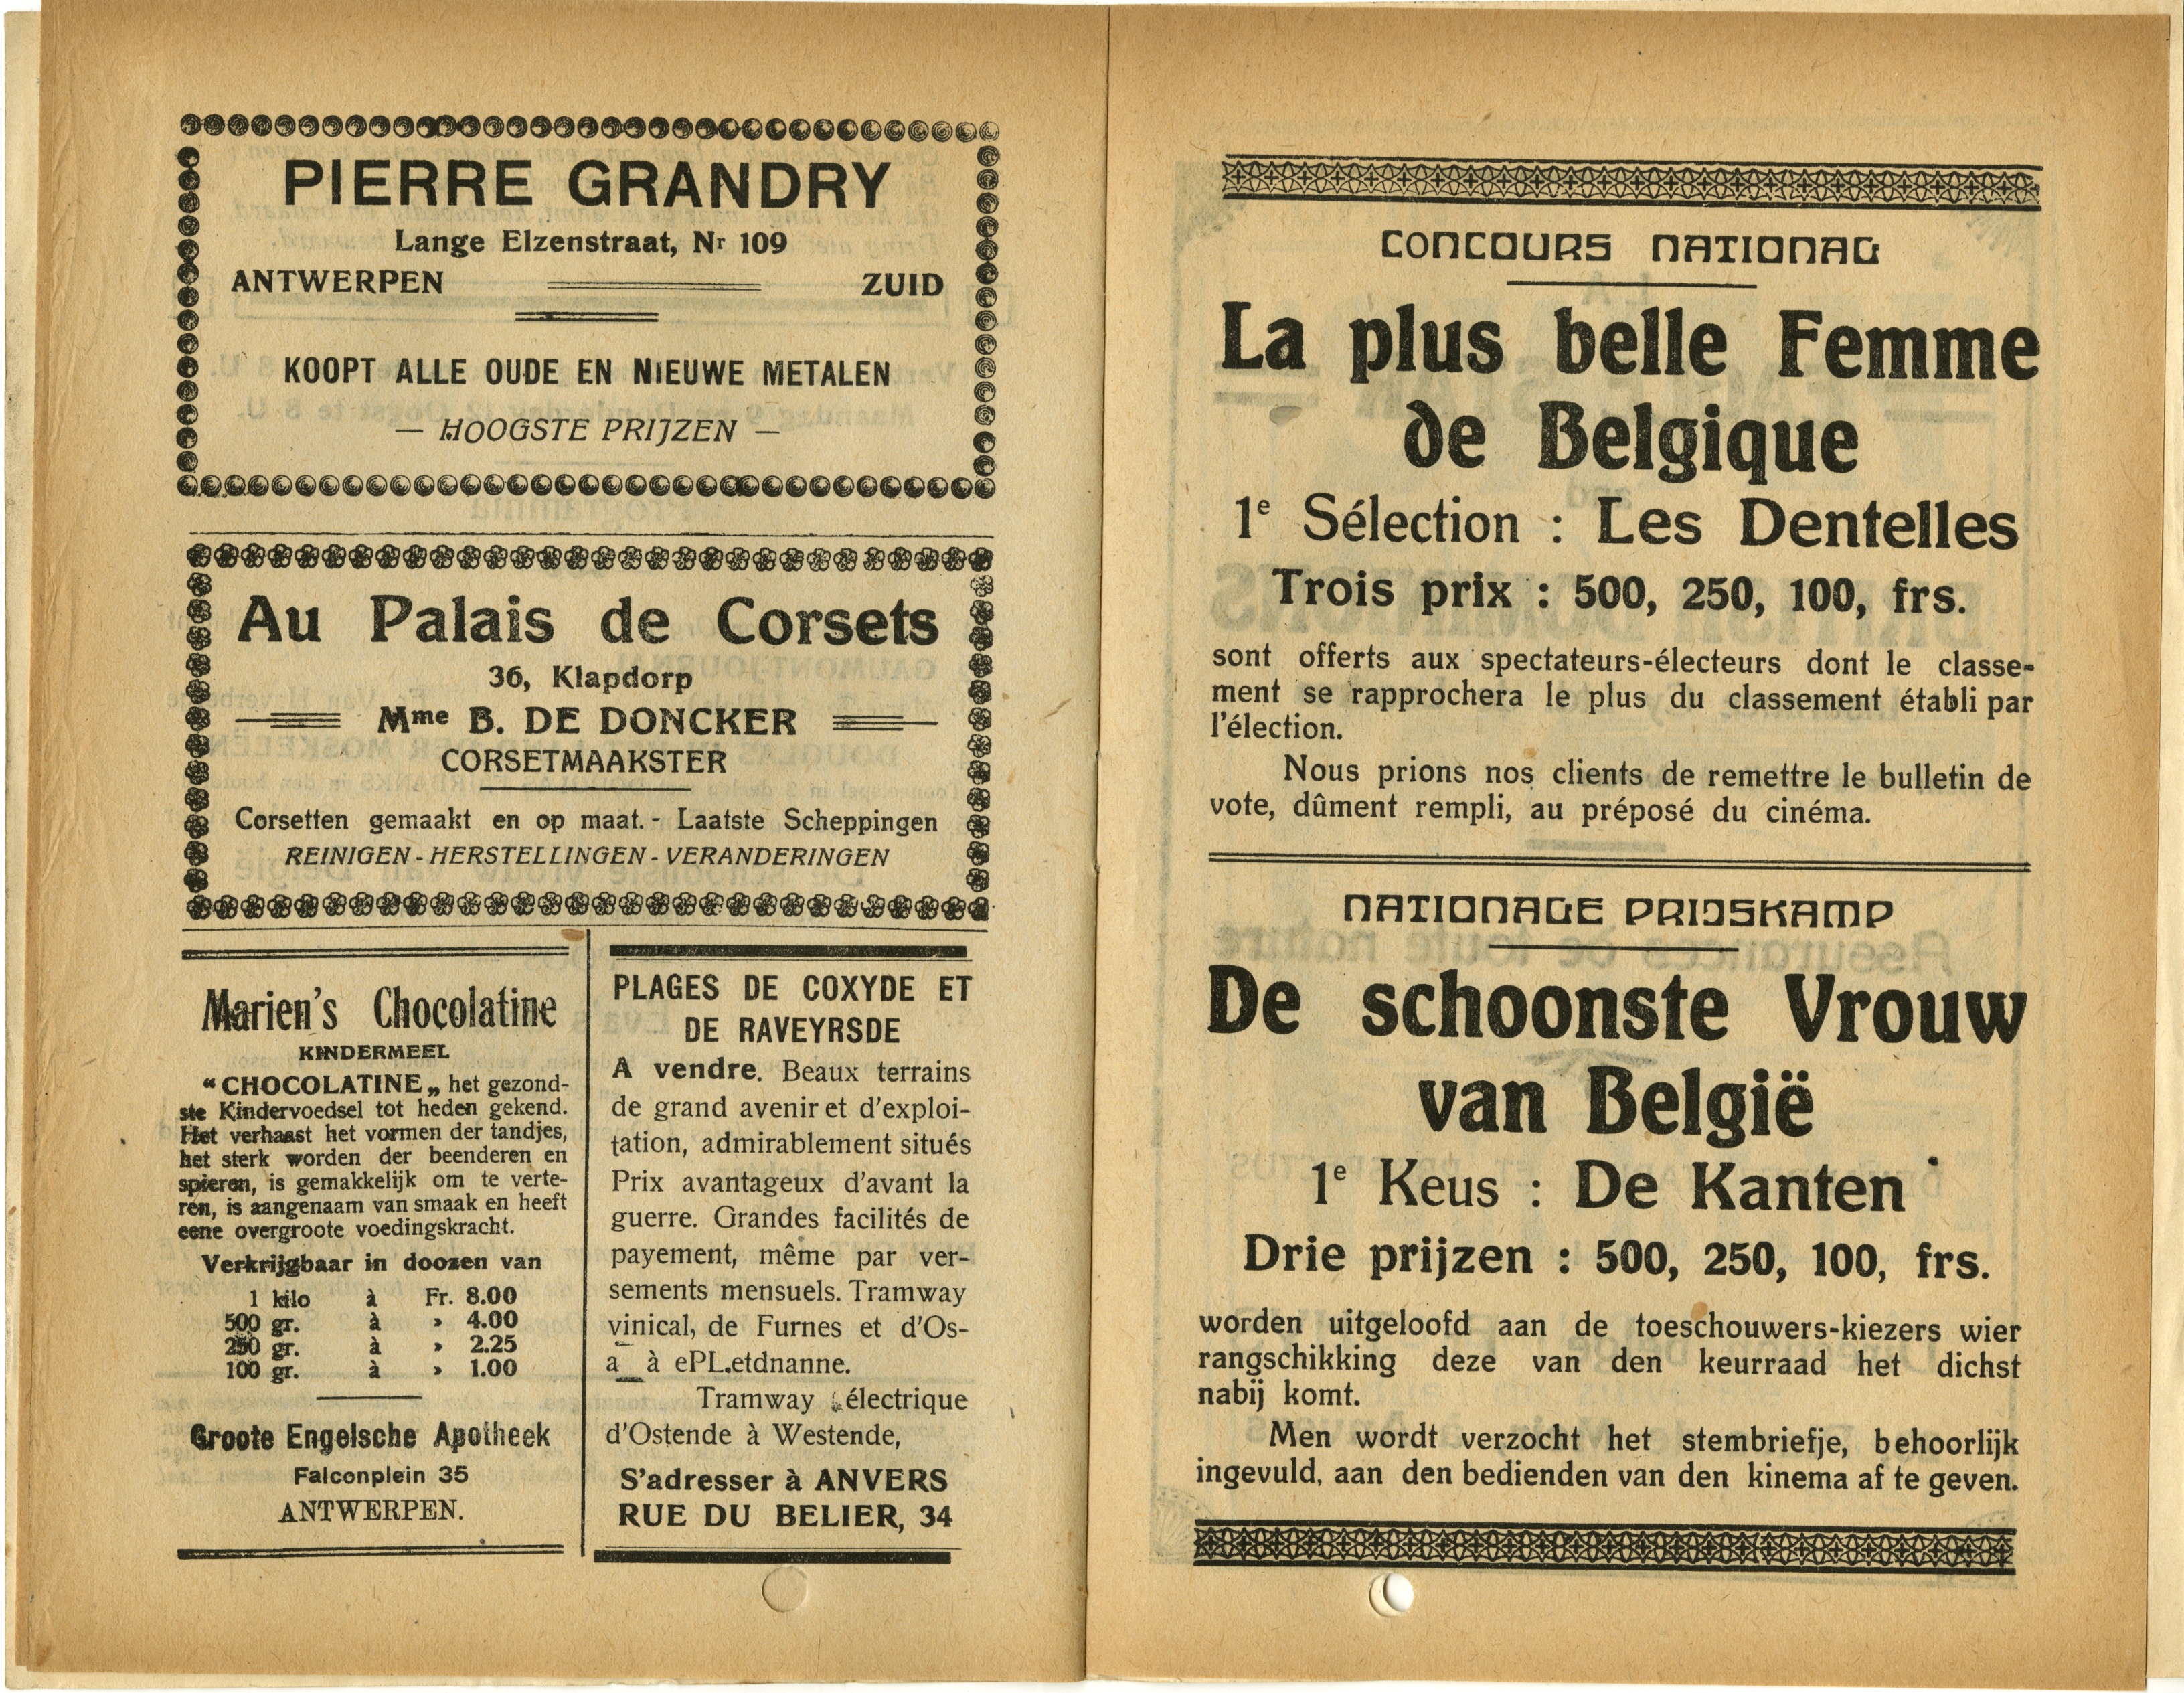 PIERRE GRANDRY
Lange Elzenstraat, Nr 109
ANTWERPEN ZUID
KOOPT ALLE OUDE EN NIEUWE METALEN
— HOOGSTE PRIJZEN —
Au Palais de Corsets
36, Klapdorp
Mme B. DE DONCKER
CORSETMAAKSTER
Corsetten gemaakt en op maat. - Laatste Scheppingen
REINIGEN - HERSTELLINGEN - VERANDERINGEN
Marien's Chocolatine
KINDERMEEL
“CHOCOLATINE„ het gezond-
ste Kindervoedsel tot heden gekend.
Het verhaast het vormen der tandjes,
het sterk worden der beenderen en
spieren, is gemakkelijk om te verte-
ren, is aangenaam van smaak en heeft
eene overgroote voedingskracht.
Verkrijgbaar in doozen van
1 kilo à Fr. 8.00
500 gr. à » 4.00
250 gr. à » 2.25
100 gr. à » 1.00
Groote Engelsche Apotheek
Falconplein 35
ANTWERPEN.
PLAGES DE COXYDE ET
DE RAVEYRSDE
A vendre. Beaux terrains
de grand avenir et d'exploi-
tation, admirablement situés
Prix avantageux d'avant la
guerre. Grandes facilités de
payement, même par ver-
sements mensuels. Tramway
vinical, de Furnes et d'Os-
a à ePL.etdnanne.
Tramway électrique
d'Ostende à Westende,
S'adresser à ANVERS
RUE DU BELIER, 34
CONCOURS NATIONAL
La plus belle Femme
de Belgique
1e Sélection : Les Dentelles
Trois prix : 500, 250, 100, frs.
sont offerts aux spectateurs-électeurs dont le classe-
ment se rapprochera le plus du classement établi par
l'élection.
Nous prions nos clients de remettre le bulletin de
vote, dûment rempli, au préposé du cinéma.
NATIONALE PRIJSKAMP
De schoonste Vrouw
van België
1e Keus : De Kanten
Drie prijzen : 500, 250, 100, frs.
worden uitgeloofd aan de toeschouwers-kiezers wier
rangschikking deze van den keurraad het dichst
nabij komt.
Men wordt verzocht het stembriefje, behoorlijk
ingevuld, aan den bedienden van den kinema af te geven.